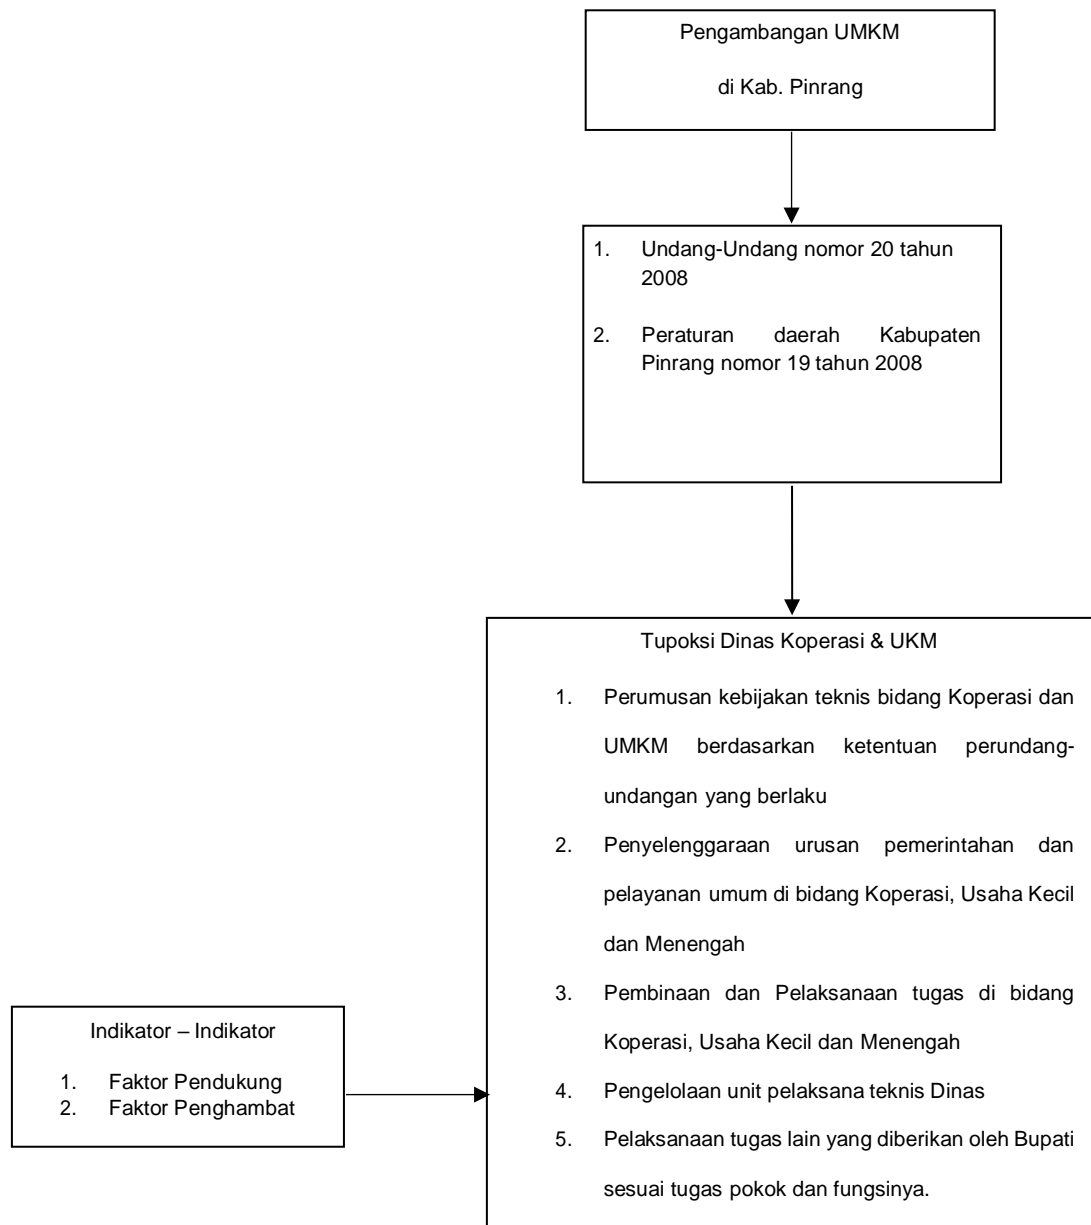 Pengambangan UMKM
di Kab. Pinrang
1. Undang-Undang nomor 20 tahun
2008
2. Peraturan daerah Kabupaten
Pinrang nomor 19 tahun 2008
Tupoksi Dinas Koperasi & UKM
1. Perumusan kebijakan teknis bidang Koperasi dan
UMKM berdasarkan ketentuan perundang-
undangan yang berlaku
2. Penyelenggaraan urusan pemerintahan dan
pelayanan umum di bidang Koperasi, Usaha Kecil
dan Menengah
3. Pembinaan dan Pelaksanaan tugas di bidang
Koperasi, Usaha Kecil dan Menengah
4. Pengelolaan unit pelaksana teknis Dinas
5. Pelaksanaan tugas lain yang diberikan oleh Bupati
sesuai tugas pokok dan fungsinya.
Indikator – Indikator
1. Faktor Pendukung
2. Faktor Penghambat